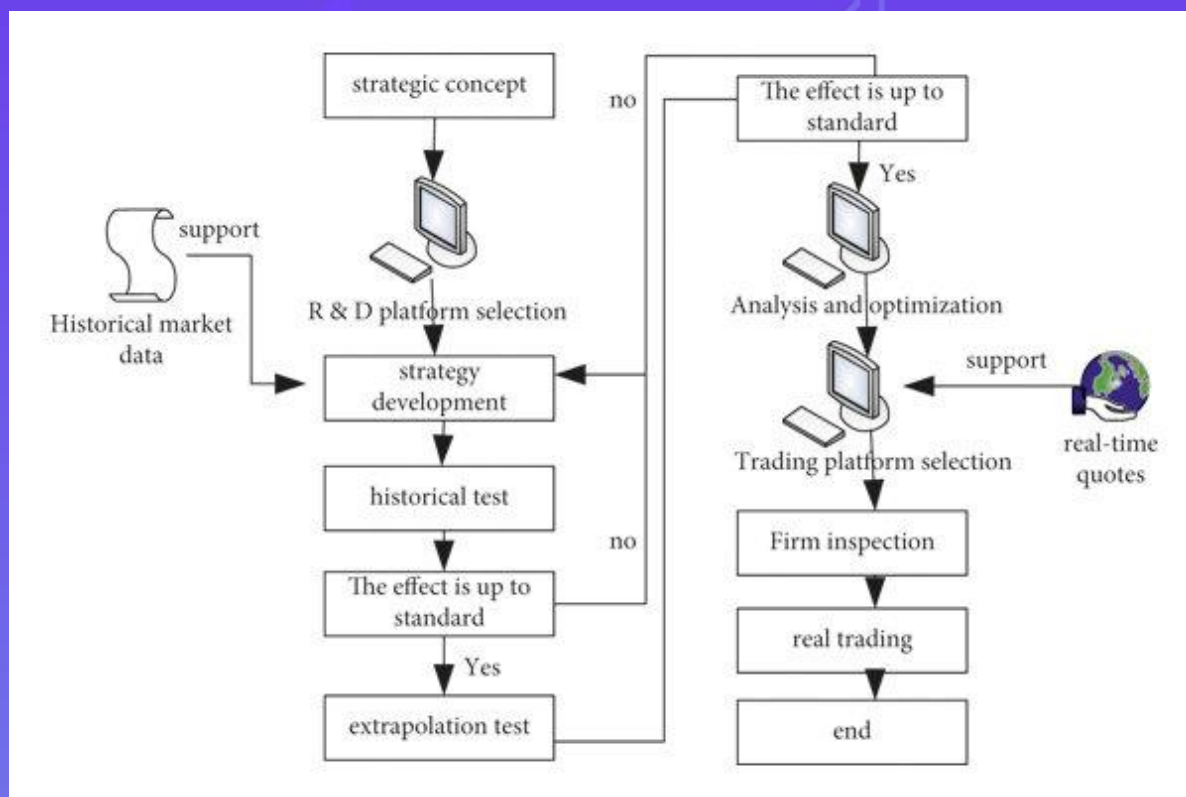 strategic concept
support
Historical market
data
R & D platform selection
strategy
development
historical test
The effect is up to
standard
Yes
extrapolation test
no
no
The effect is up to
standard
Yes
Analysis and optimization
support
real-time
quotes
Trading platform selection
Firm inspection
real trading
end